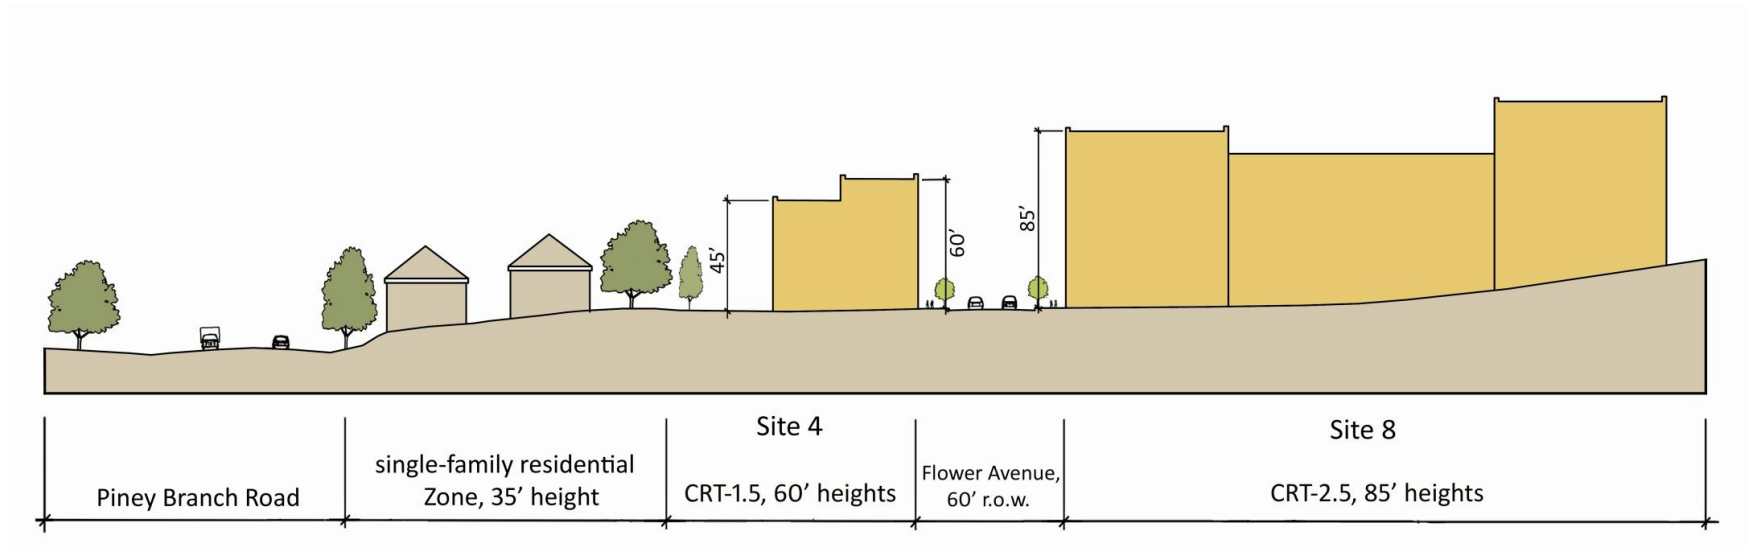 45'
60'
85'
Site 4
Site 8
single-family residential
Zone, 35' height
Piney Branch Road
CRT-1.5, 60' heights
Flower Avenue,
60' r.o.w.
CRT-2.5, 85' heights